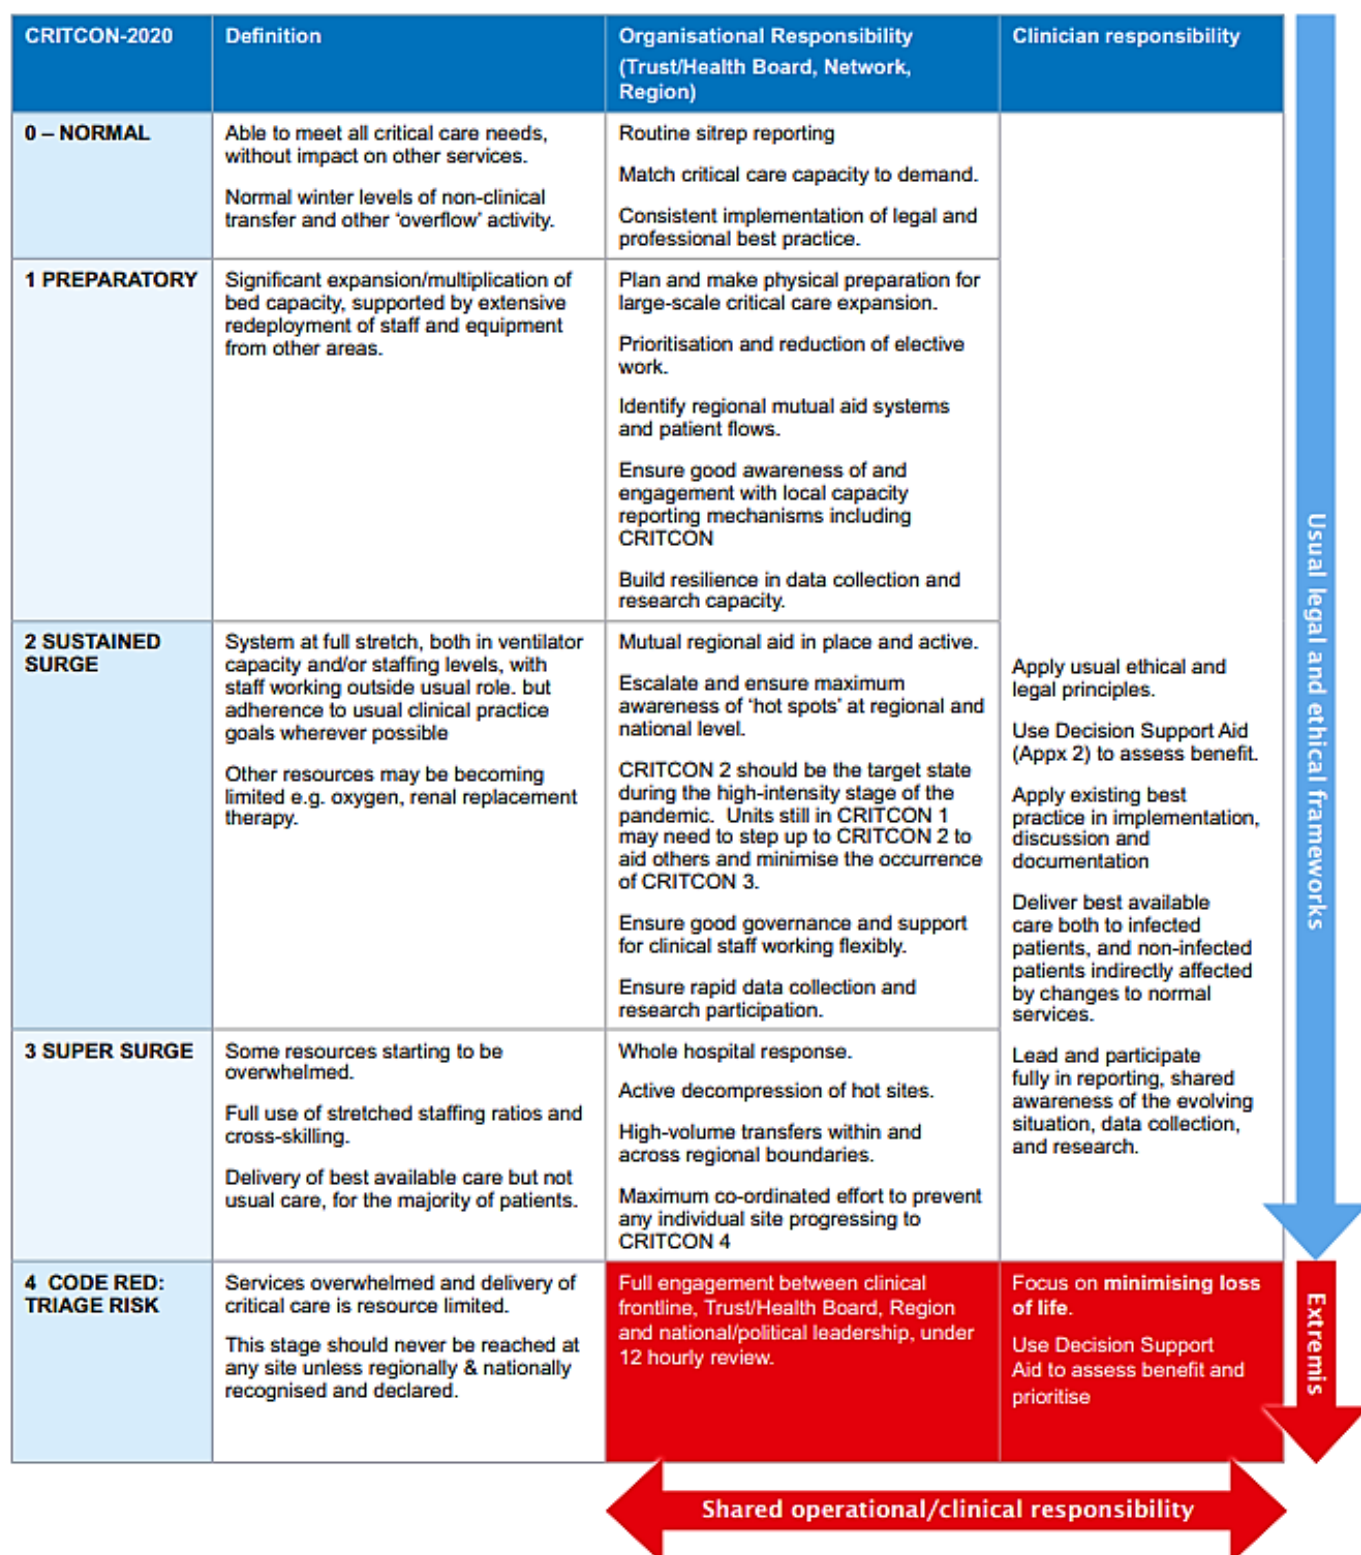 CRITCON-2020
Definition
Organisational Responsibility
(Trust/Health Board, Network,
Region)
Clinician responsibility
0 – NORMAL
Able to meet all critical care needs,
without impact on other services.
Normal winter levels of non-clinical
transfer and other ‘overflow’ activity.
Routine sitrep reporting
Match critical care capacity to demand.
Consistent implementation of legal and
professional best practice.
1 PREPARATORY
Significant expansion/multiplication of
bed capacity, supported by extensive
redeployment of staff and equipment
from other areas.
Plan and make physical preparation for
large-scale critical care expansion.
Prioritisation and reduction of elective
work.
Identify regional mutual aid systems
and patient flows.
Ensure good awareness of and
engagement with local capacity
reporting mechanisms including
CRITCON
Build resilience in data collection and
research capacity.
2 SUSTAINED
SURGE
System at full stretch, both in ventilator
capacity and/or staffing levels, with
staff working outside usual role. but
adherence to usual clinical practice
goals wherever possible
Other resources may be becoming
limited e.g. oxygen, renal replacement
therapy.
Mutual regional aid in place and active.
Escalate and ensure maximum
awareness of ‘hot spots’ at regional and
national level.
CRITCON 2 should be the target state
during the high-intensity stage of the
pandemic. Units still in CRITCON 1
may need to step up to CRITCON 2 to
aid others and minimise the occurrence
of CRITCON 3.
Ensure good governance and support
for clinical staff working flexibly.
Ensure rapid data collection and
research participation.
3 SUPER SURGE
Some resources starting to be
overwhelmed.
Full use of stretched staffing ratios and
cross-skilling.
Delivery of best available care but not
usual care, for the majority of patients.
Whole hospital response.
Active decompression of hot sites.
High-volume transfers within and
across regional boundaries.
Maximum co-ordinated effort to prevent
any individual site progressing to
CRITCON 4
Apply usual ethical and
legal principles.
Use Decision Support Aid
(Appx 2) to assess benefit.
Apply existing best
practice in implementation,
discussion and
documentation
Deliver best available
care both to infected
patients, and non-infected
patients indirectly affected
by changes to normal
services.
Lead and participate
fully in reporting, shared
awareness of the evolving
situation, data collection,
and research.
Usual legal and ethical frameworks
4 CODE RED:
TRIAGE RISK
Services overwhelmed and delivery of
critical care is resource limited.
This stage should never be reached at
any site unless regionally & nationally
recognised and declared.
Full engagement between clinical
frontline, Trust/Health Board, Region
and national/political leadership, under
12 hourly review.
Focus on minimising loss
of life.
Use Decision Support
Aid to assess benefit and
prioritise
Extremis
Shared operational/clinical responsibility